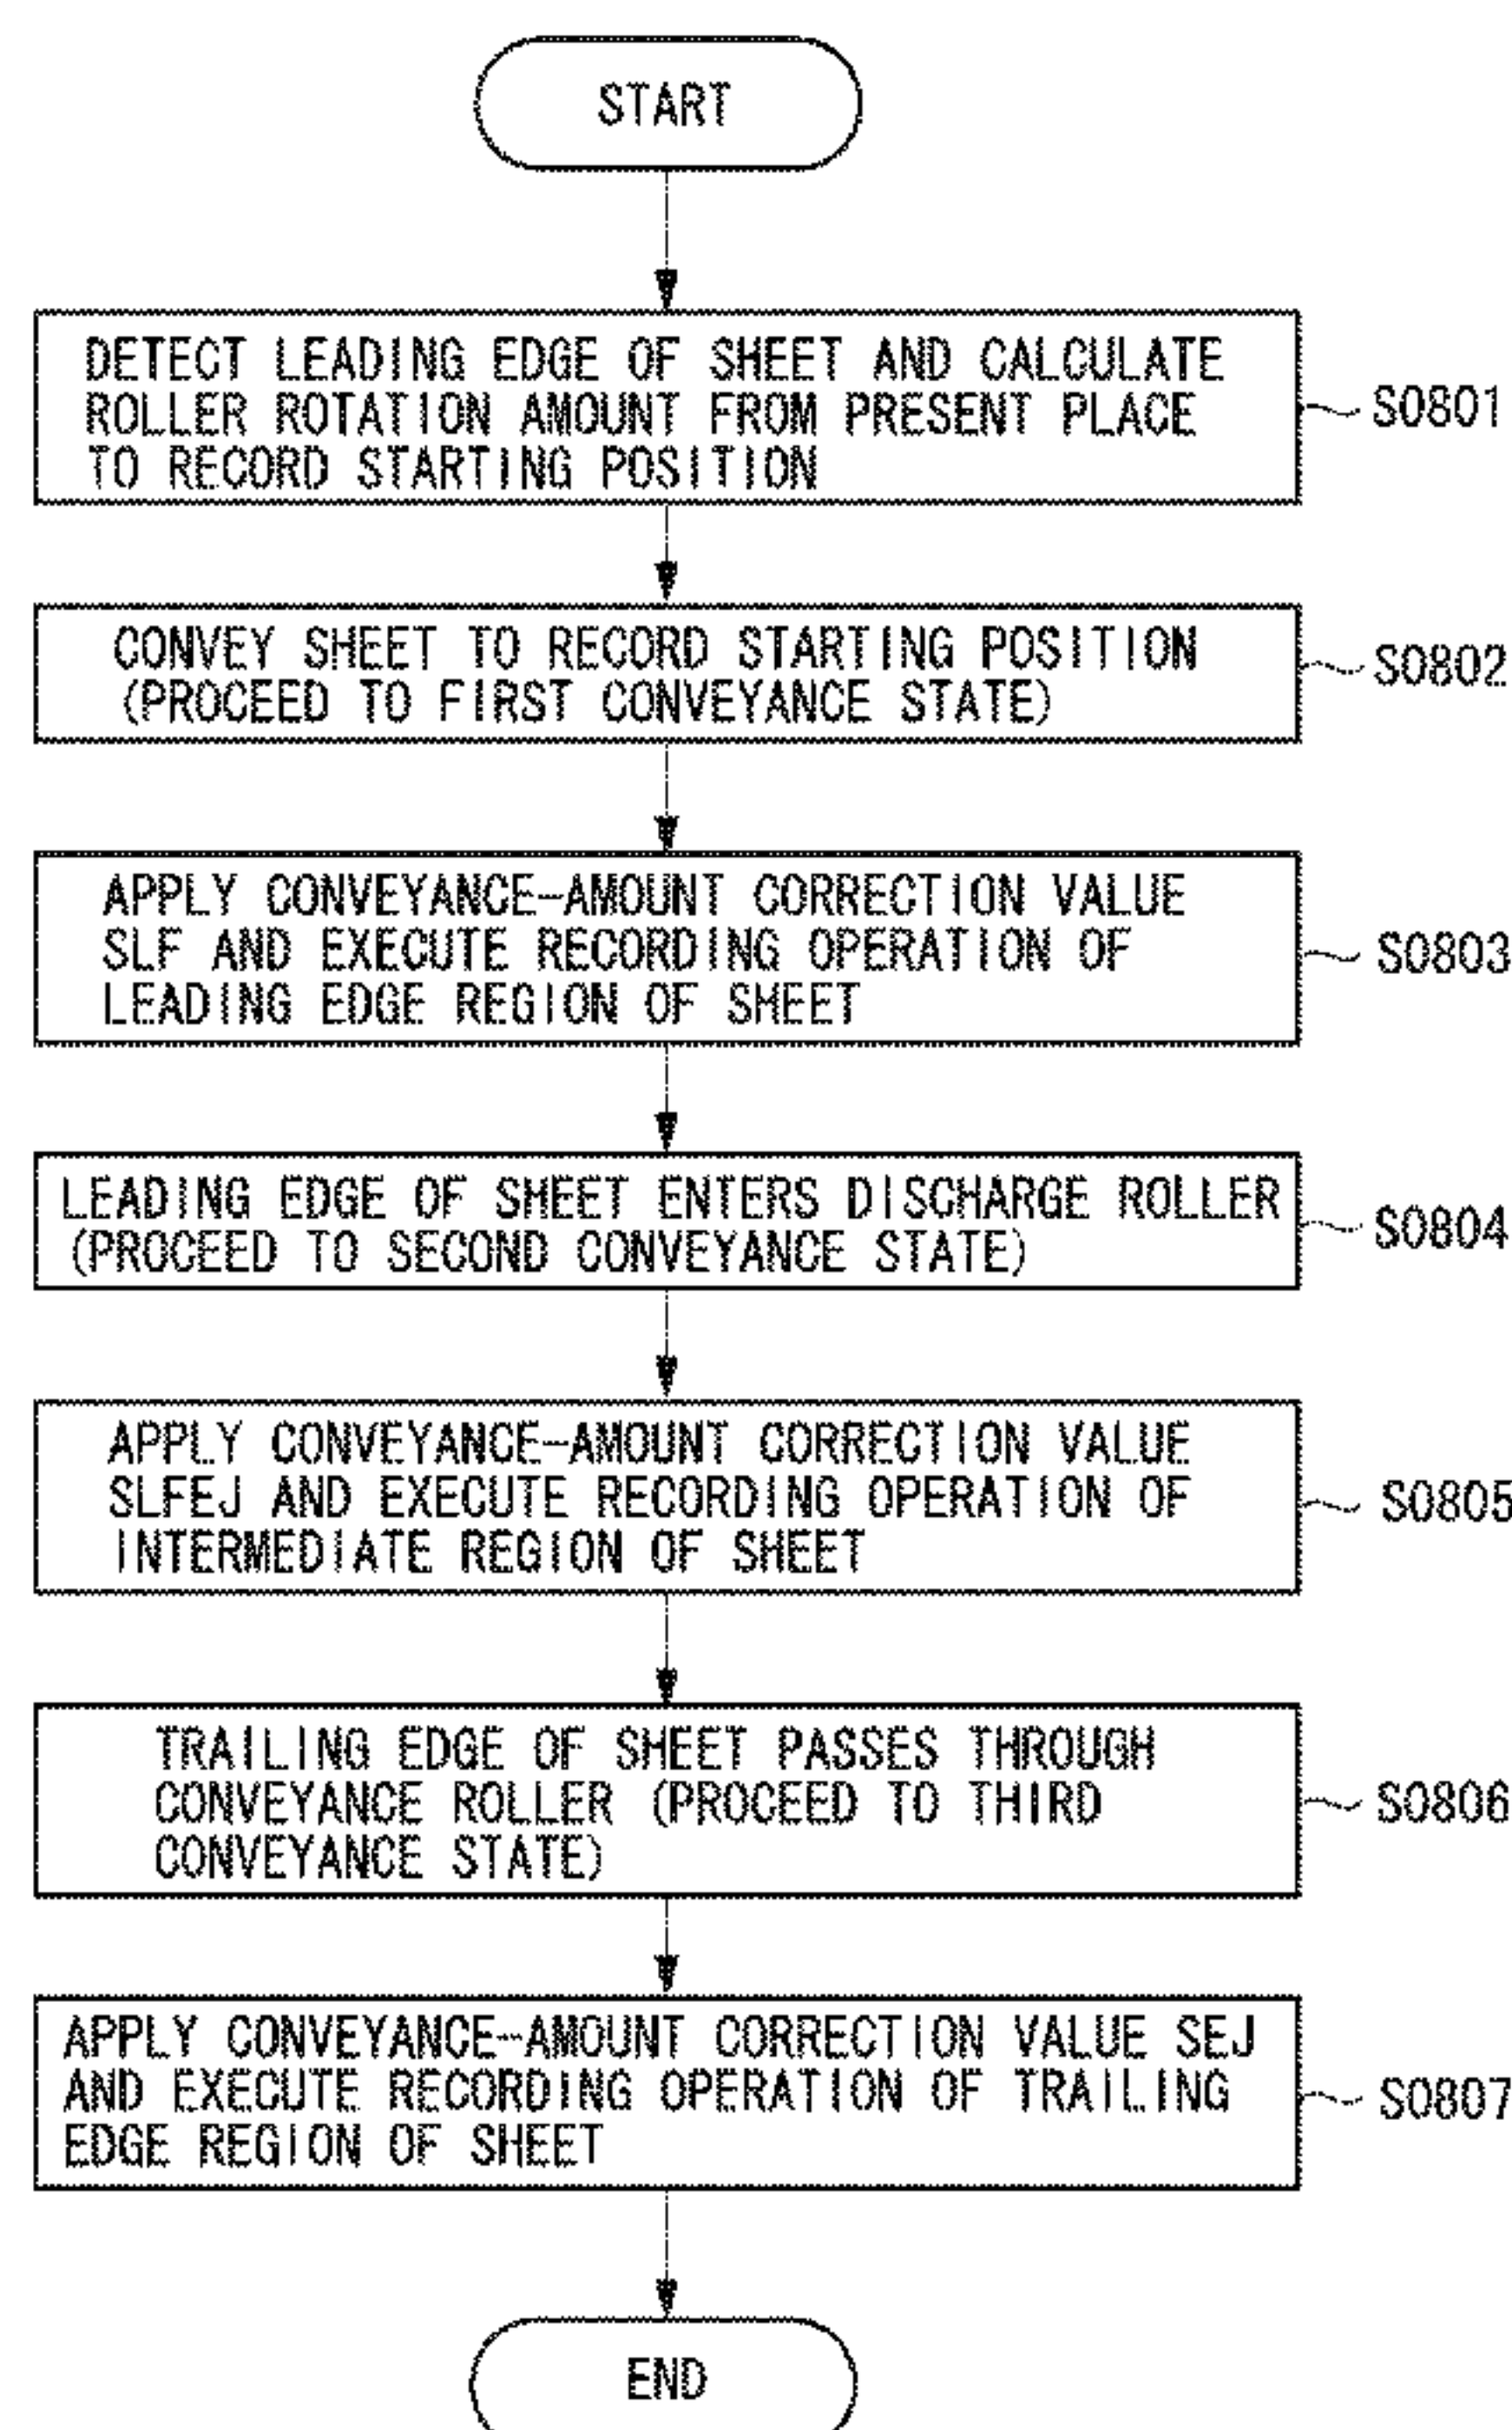 START
DETECT LEADING EDGE OF SHEET AND CALCULATE
ROLLER ROTATION AMOUNT FROM PRESENT PLACE
TO RECORD STARTING POSITION
S0801
CONVEY SHEET TO RECORD STARTING POSITION
(PROCEED TO FIRST CONVEYANCE STATE)
S0802
APPLY CONVEYANCE-AMOUNT CORRECTION VALUE
SLF AND EXECUTE RECORDING OPERATION OF
LEADING EDGE REGION OF SHEET
S0803
LEADING EDGE OF SHEET ENTERS DISCHARGE ROLLER
(PROCEED TO SECOND CONVEYANCE STATE)
S0804
APPLY CONVEYANCE-AMOUNT CORRECTION VALUE
SLFEJ AND EXECUTE RECORDING OPERATION OF
INTERMEDIATE REGION OF SHEET
S0805
TRAILING EDGE OF SHEET PASSES THROUGH
CONVEYANCE ROLLER (PROCEED TO THIRD
CONVEYANCE STATE)
S0806
APPLY CONVEYANCE-AMOUNT CORRECTION VALUE SEJ
AND EXECUTE RECORDING OPERATION OF TRAILING
EDGE REGION OF SHEET
S0807
END